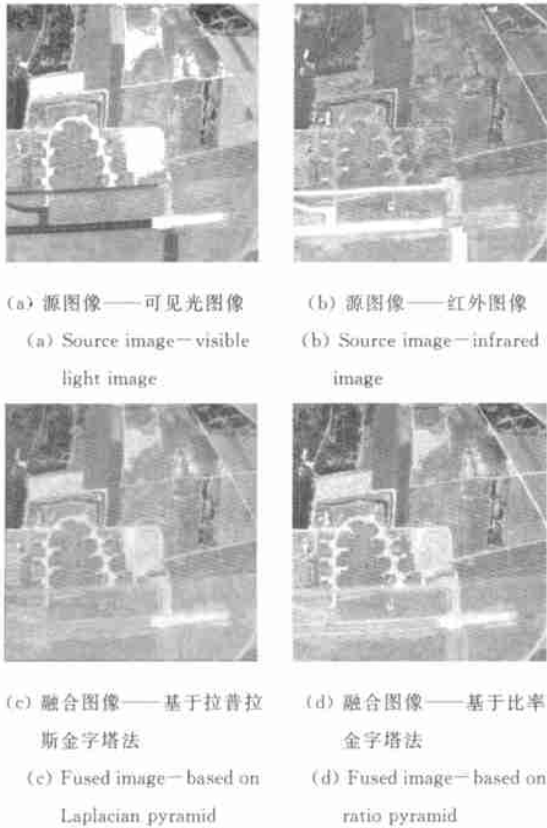 (a) 源图像——可见光图像
(a) Source image－visible
light image
(b) 源图像——红外图像
(b) Source image－infrared
image
(c) 融合图像——基于拉普拉
斯金字塔法
(c) Fused image－based on
Laplacian pyramid
(d) 融合图像——基于比率
金字塔法
(d) Fused image－based on
ratio pyramid